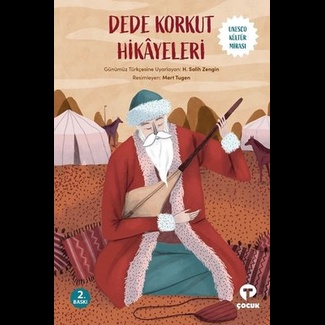 DEDE KORKUT
HİKÂYELERİ
UNESCO
KÜLTÜR
MİRASI
Günümüz Türkçesine Uyarlayan: H. Salih Zengin
Resimleyen: Mert Tugen
2.
BASKI
ÇOCUK